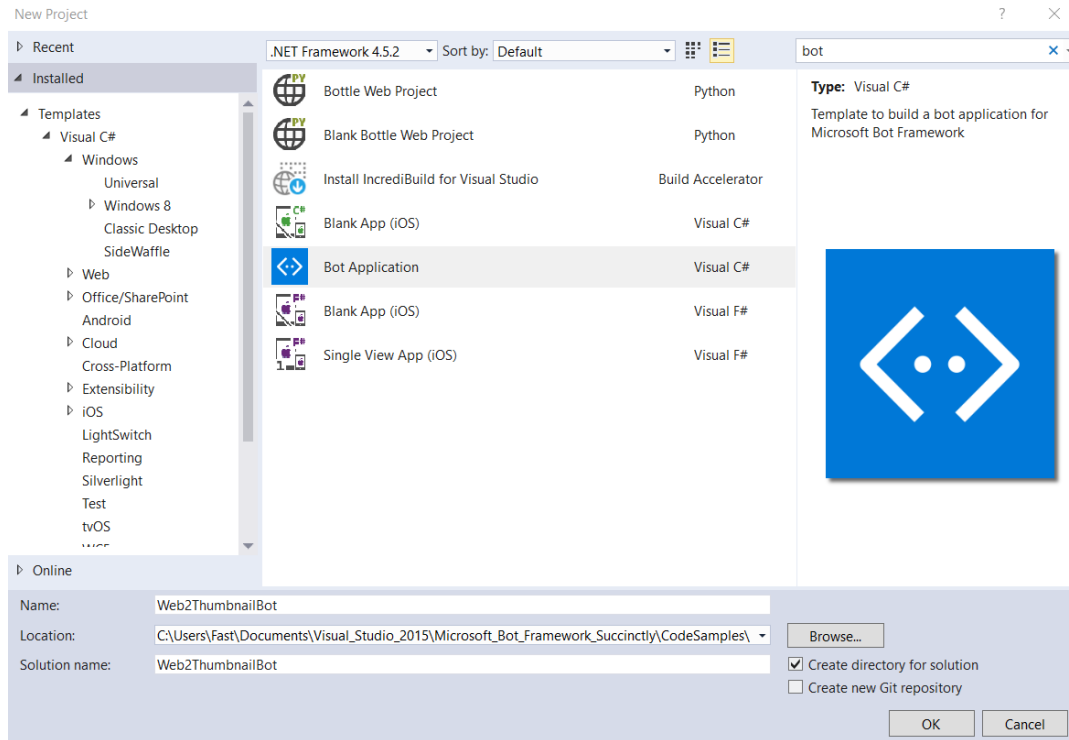 New Project
Recent
.NET Framework 4.5.2 Sort by: Default
bot
Installed
Templates
Visual C#
Windows
Universal
Windows 8
Classic Desktop
SideWaffle
Web
Office/SharePoint
Android
Cloud
Cross-Platform
Extensibility
iOS
LightSwitch
Reporting
Silverlight
Test
tvOS
Online
Bottle Web Project Python
Blank Bottle Web Project Python
Install IncrediBuild for Visual Studio Build Accelerator
Blank App (iOS) Visual C#
Bot Application Visual C#
Blank App (iOS) Visual F#
Single View App (iOS) Visual F#
Type: Visual C#
Template to build a bot application for
Microsoft Bot Framework
Name: Web2ThumbnailBot
Location: C:\Users\Fast\Documents\Visual_Studio_2015\Microsoft_Bot_Framework_Succinctly\CodeSamples\ Browse...
Solution name: Web2ThumbnailBot
Create directory for solution
Create new Git repository
OK Cancel